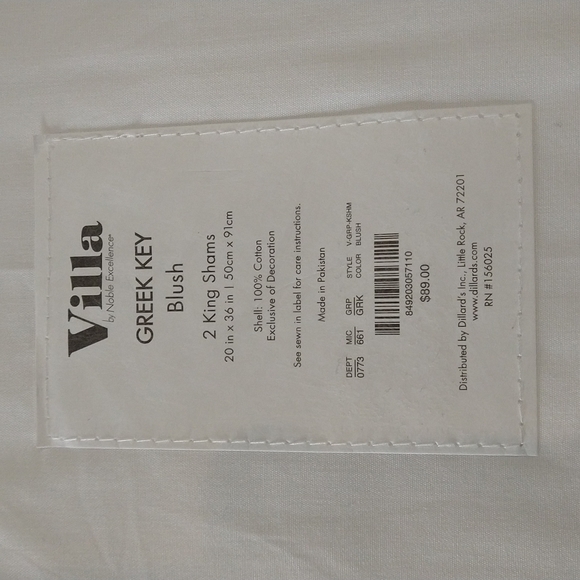 Villa
by Noble Excellence®
GREEK KEY
Blush
2 King Shams
20 in x 36 in | 50cm x 91cm
Shell: 100% Cotton
Exclusive of Decoration
See sewn in label for care instructions.
Made in Pakistan
DEPT MIC GRP STYLE V-GRP-KSHM
0773 661 GRK COLOR BLUSH
849203057110
$89.00
Distributed by Dillard's Inc., Little Rock, AR 72201
www.dillards.com
RN #156025